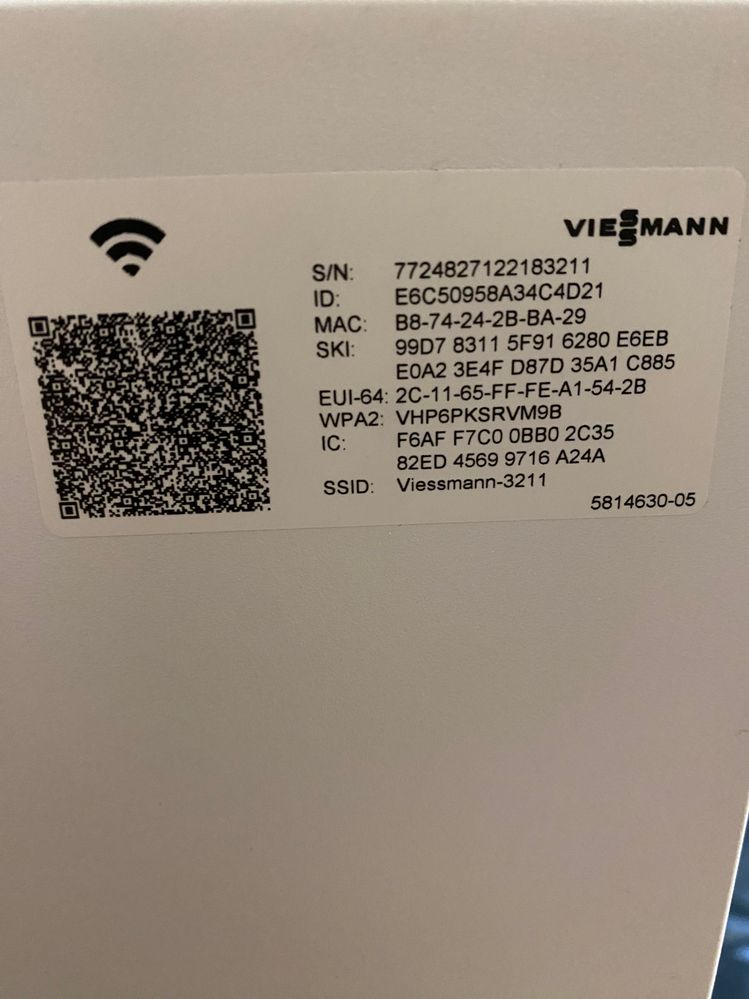 VIESSMANN
S/N: 7724827122183211
ID: E6C50958A34C4D21
MAC: B8-74-24-2B-BA-29
SKI: 99D7 8311 5F91 6280 E6EB
E0A2 3E4F D87D 35A1 C885
EUI-64: 2C-11-65-FF-FE-A1-54-2B
WPA2: VHP6PKSRVM9B
IC: F6AF F7C0 0BB0 2C35
82ED 4569 9716 A24A
SSID: Viessmann-3211
5814630-05